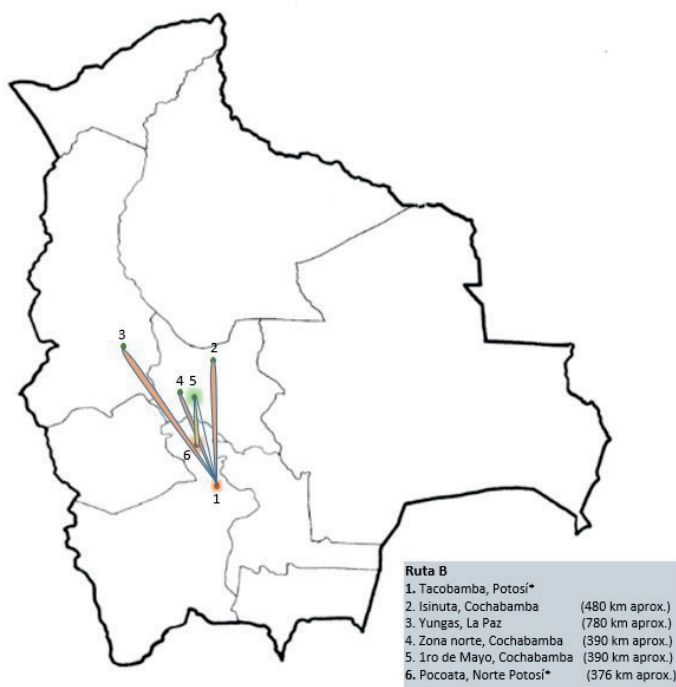 3
2
4 5
6
1
Ruta B
1. Tacobamba, Potosí*
2. Isinuta, Cochabamba (480 km aprox.)
3. Yungas, La Paz (780 km aprox.)
4. Zona norte, Cochabamba (390 km aprox.)
5. 1ro de Mayo, Cochabamba (390 km aprox.)
6. Pocoata, Norte Potosí* (376 km aprox.)